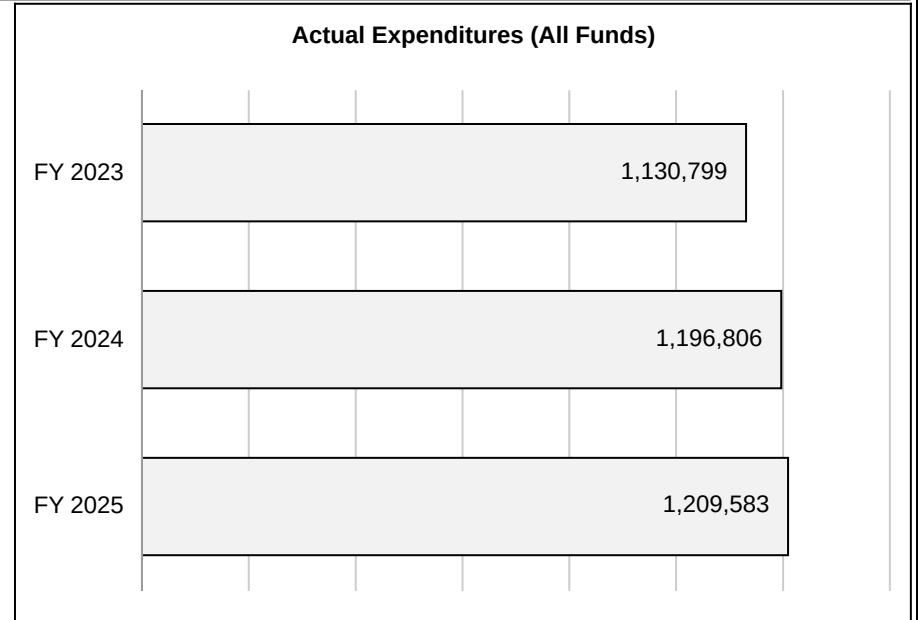 Actual Expenditures (All Funds)
FY 2023 1,130,799
FY 2024 1,196,806
FY 2025 1,209,583